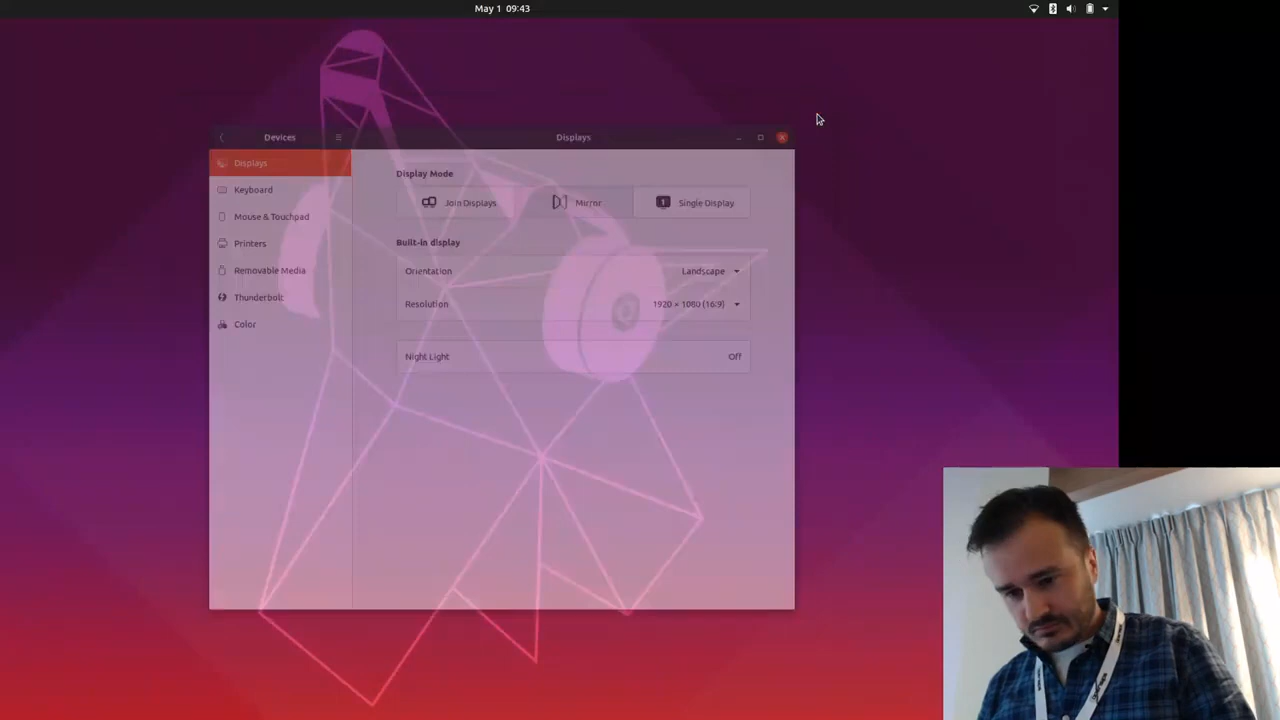 May 1 09:43
Devices
Displays
Displays
Keyboard
Mouse & Touchpad
Printers
Removable Media
Thunderbolt
Color
Display Mode
Join Displays
Mirror
1
Single Display
Built-in display
Orientation
Landscape
Resolution
1920 × 1080 (16:9)
Night Light
Off